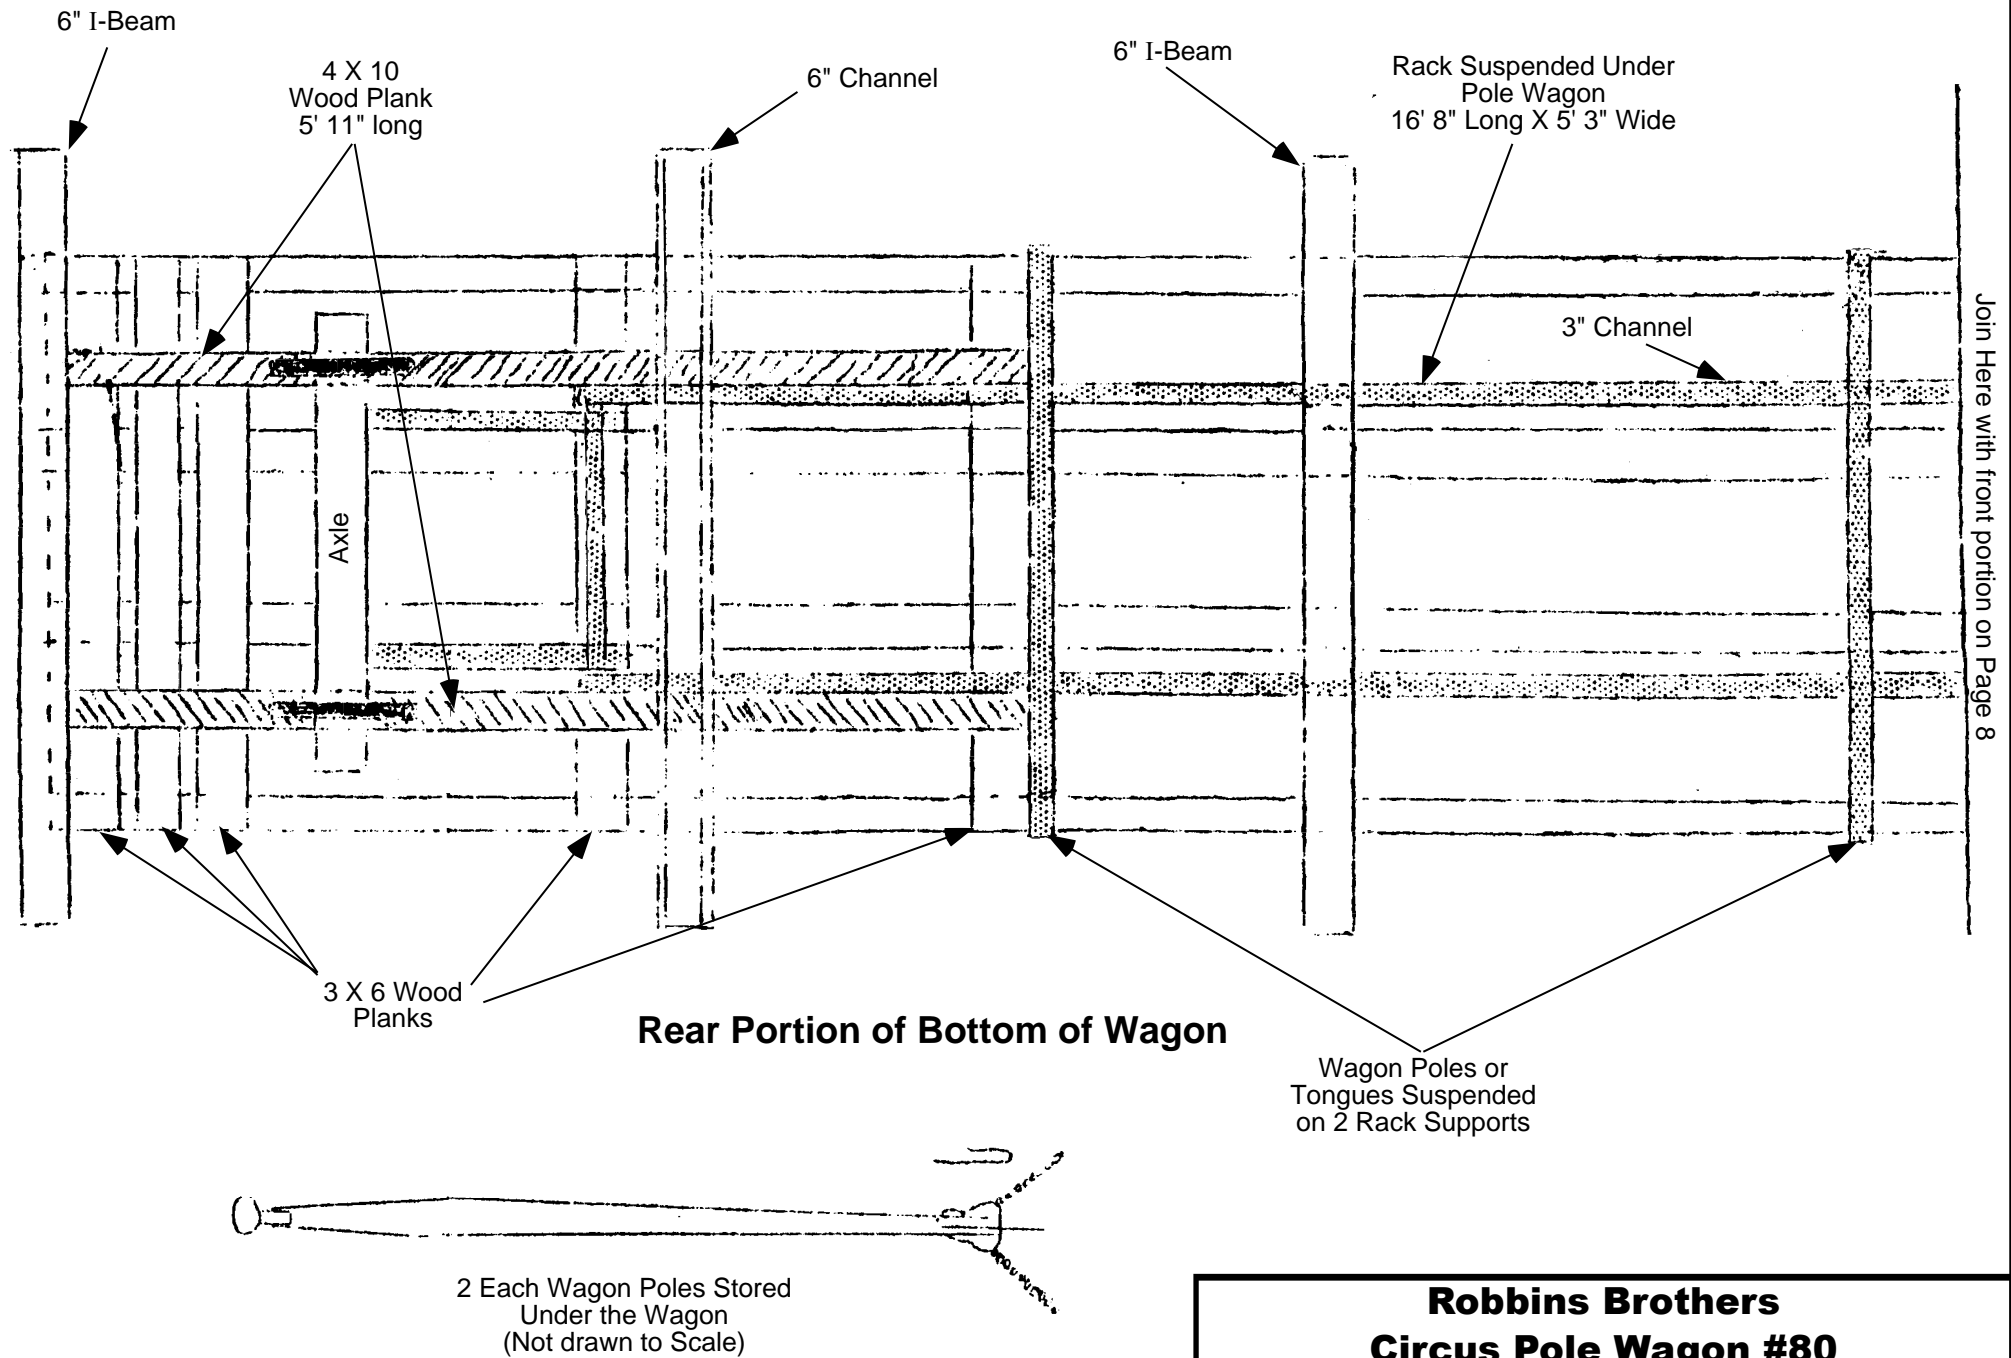 6" I-Beam
4 X 10
Wood Plank
5' 11" long
6" Channel
6" I-Beam
Rack Suspended Under
Pole Wagon
16' 8" Long X 5' 3" Wide
3" Channel
Join Here with front portion on Page 8
Axle
3 X 6 Wood
Planks
Rear Portion of Bottom of Wagon
Wagon Poles or
Tongues Suspended
on 2 Rack Supports
2 Each Wagon Poles Stored
Under the Wagon
(Not drawn to Scale)
Robbins Brothers
Circus Pole Wagon #80